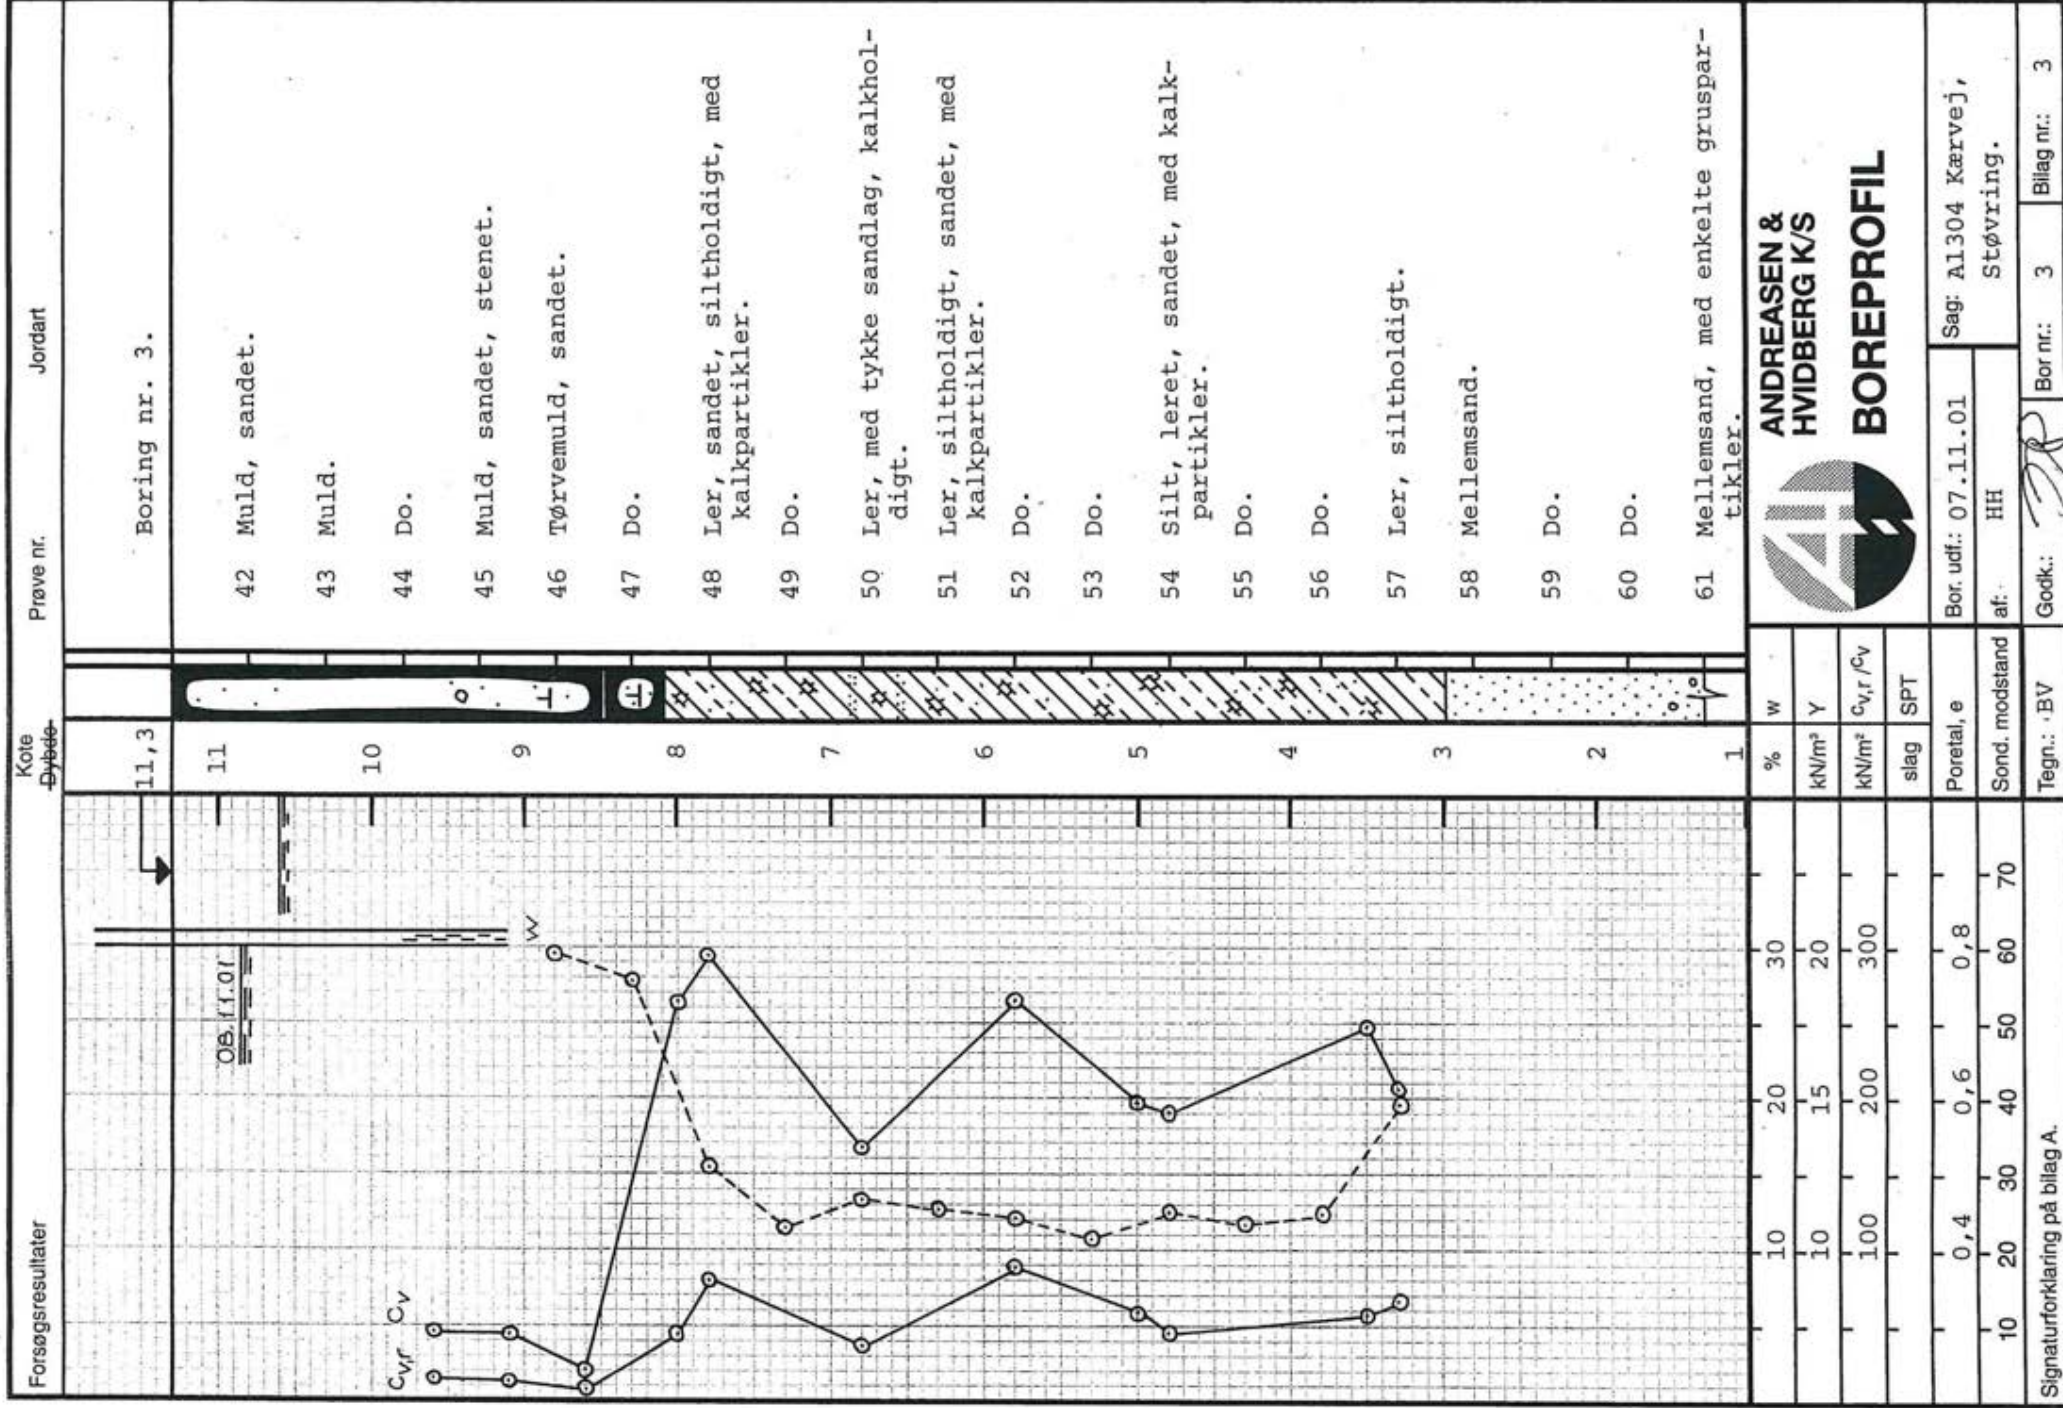 Forsøgsresultater
Kote
Dybde
Prøve nr.
Jordart
11,3
Boring nr. 3.
11
10
9
8
7
6
5
4
3
2
1
W
Cv
Cv,r
42 Muld, sandet.
43 Muld.
44 Do.
45 Muld, sandet, stenet.
46 Tørvemuld, sandet.
47 Do.
48 Ler, sandet, siltholdigt, med
kalkpartikler.
49 Do.
50 Ler, med tykke sandlag, kalkhol-
digt.
51 Ler, siltholdigt, sandet, med
kalkpartikler.
52 Do.
53 Do.
54 Silt, leret, sandet, med kalk-
partikler.
55 Do.
56 Do.
57 Ler, siltholdigt.
58 Mellemsand.
59 Do.
60 Do.
61 Mellemsand, med enkelte gruspar-
tikler.
10 20 30 % w
10 15 20 kN/m³ γ
100 200 300 kN/m² Cv,r/Cv
slag SPT
0,4 0,6 0,8 Poretal, e
10 20 30 40 50 60 70 Sond. modstand
ANDREASEN &
HVIDBERG K/S
BOREPROFIL
Bor. udf.: 07.11.01
af: HH
Sag: A1304 Kærvej,
Støvring.
Signaturforklaring på bilag A.
Tegn.: BV
Godk.:
Bor nr.: 3
Bilag nr.: 3